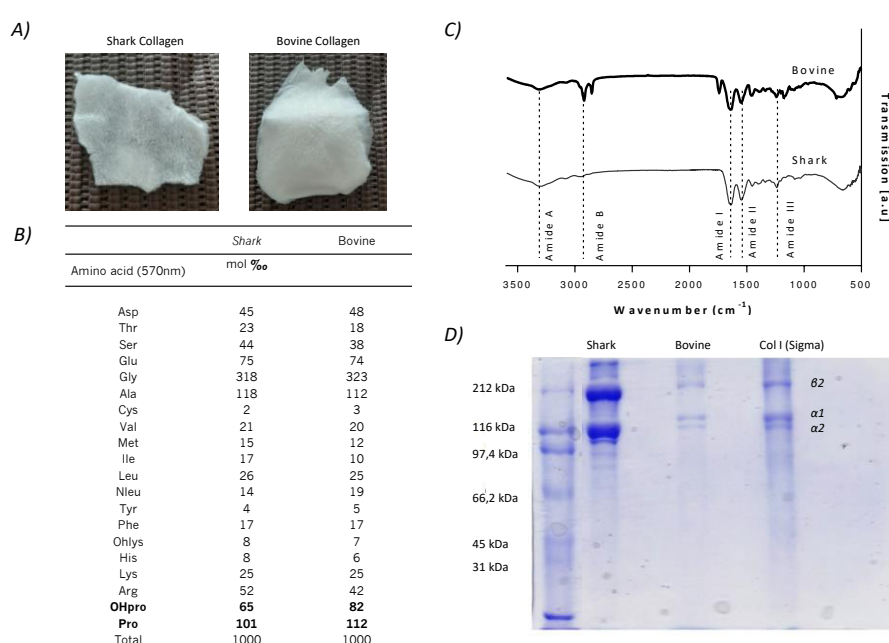 A)
Shark Collagen
Bovine Collagen
B)
Shark Bovine
Amino acid (570nm) mol ‰
Asp 45 48
Thr 23 18
Ser 44 38
Glu 75 74
Gly 318 323
Ala 118 112
Cys 2 3
Val 21 20
Met 15 12
Ile 17 10
Leu 26 25
Nleu 14 19
Tyr 4 5
Phe 17 17
Ohlys 8 7
His 8 6
Lys 25 25
Arg 52 42
OHpro 65 82
Pro 101 112
Total 1000 1000
C)
Bovine
Shark
Amide A
Amide B
Amide I
Amide II
Amide III
3500 3000 2500 2000 1500 1000 500
Wavenumber (cm⁻¹)
Transmission [a.u]
D)
Shark Bovine Col I (Sigma)
212 kDa
116 kDa
97,4 kDa
66,2 kDa
45 kDa
31 kDa
β2
α1
α2